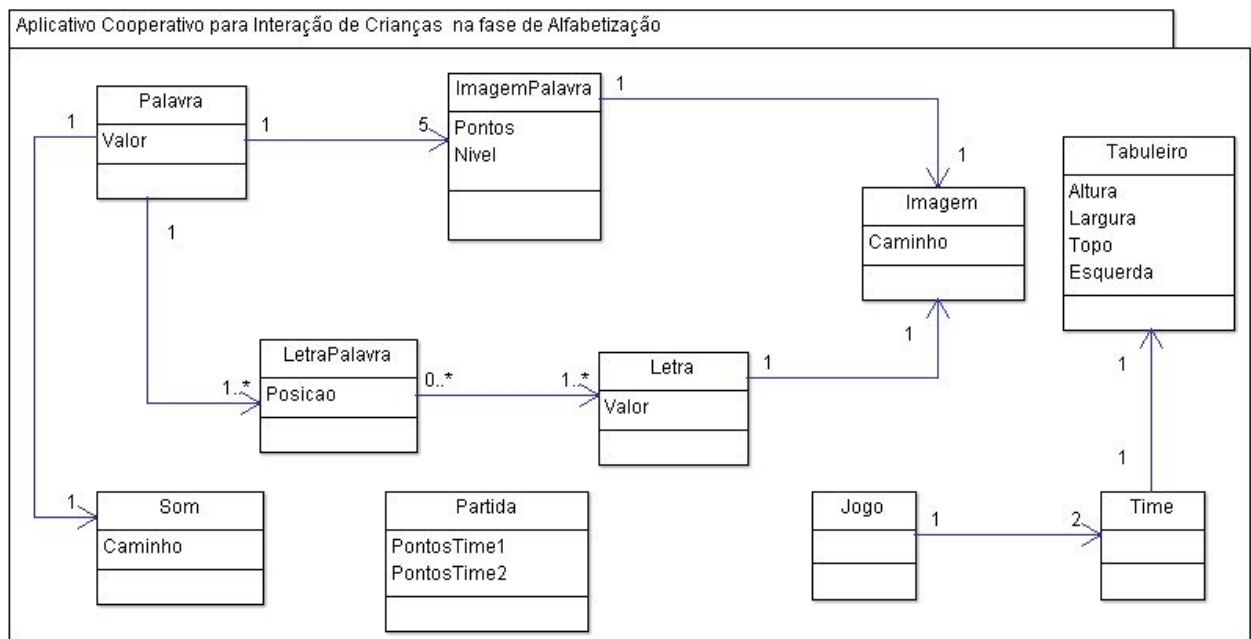 Aplicativo Cooperativo para Interação de Crianças na fase de Alfabetização
Palavra
Valor
1
1
1
5
ImagemPalavra
Pontos
Nivel
1
1
Imagem
Caminho
1
Tabuleiro
Altura
Largura
Topo
Esquerda
1
1
LetraPalavra
Posicao
1..*
0..*
1..*
Letra
Valor
1
Som
Caminho
1
Partida
PontosTime1
PontosTime2
Jogo
1
2
Time